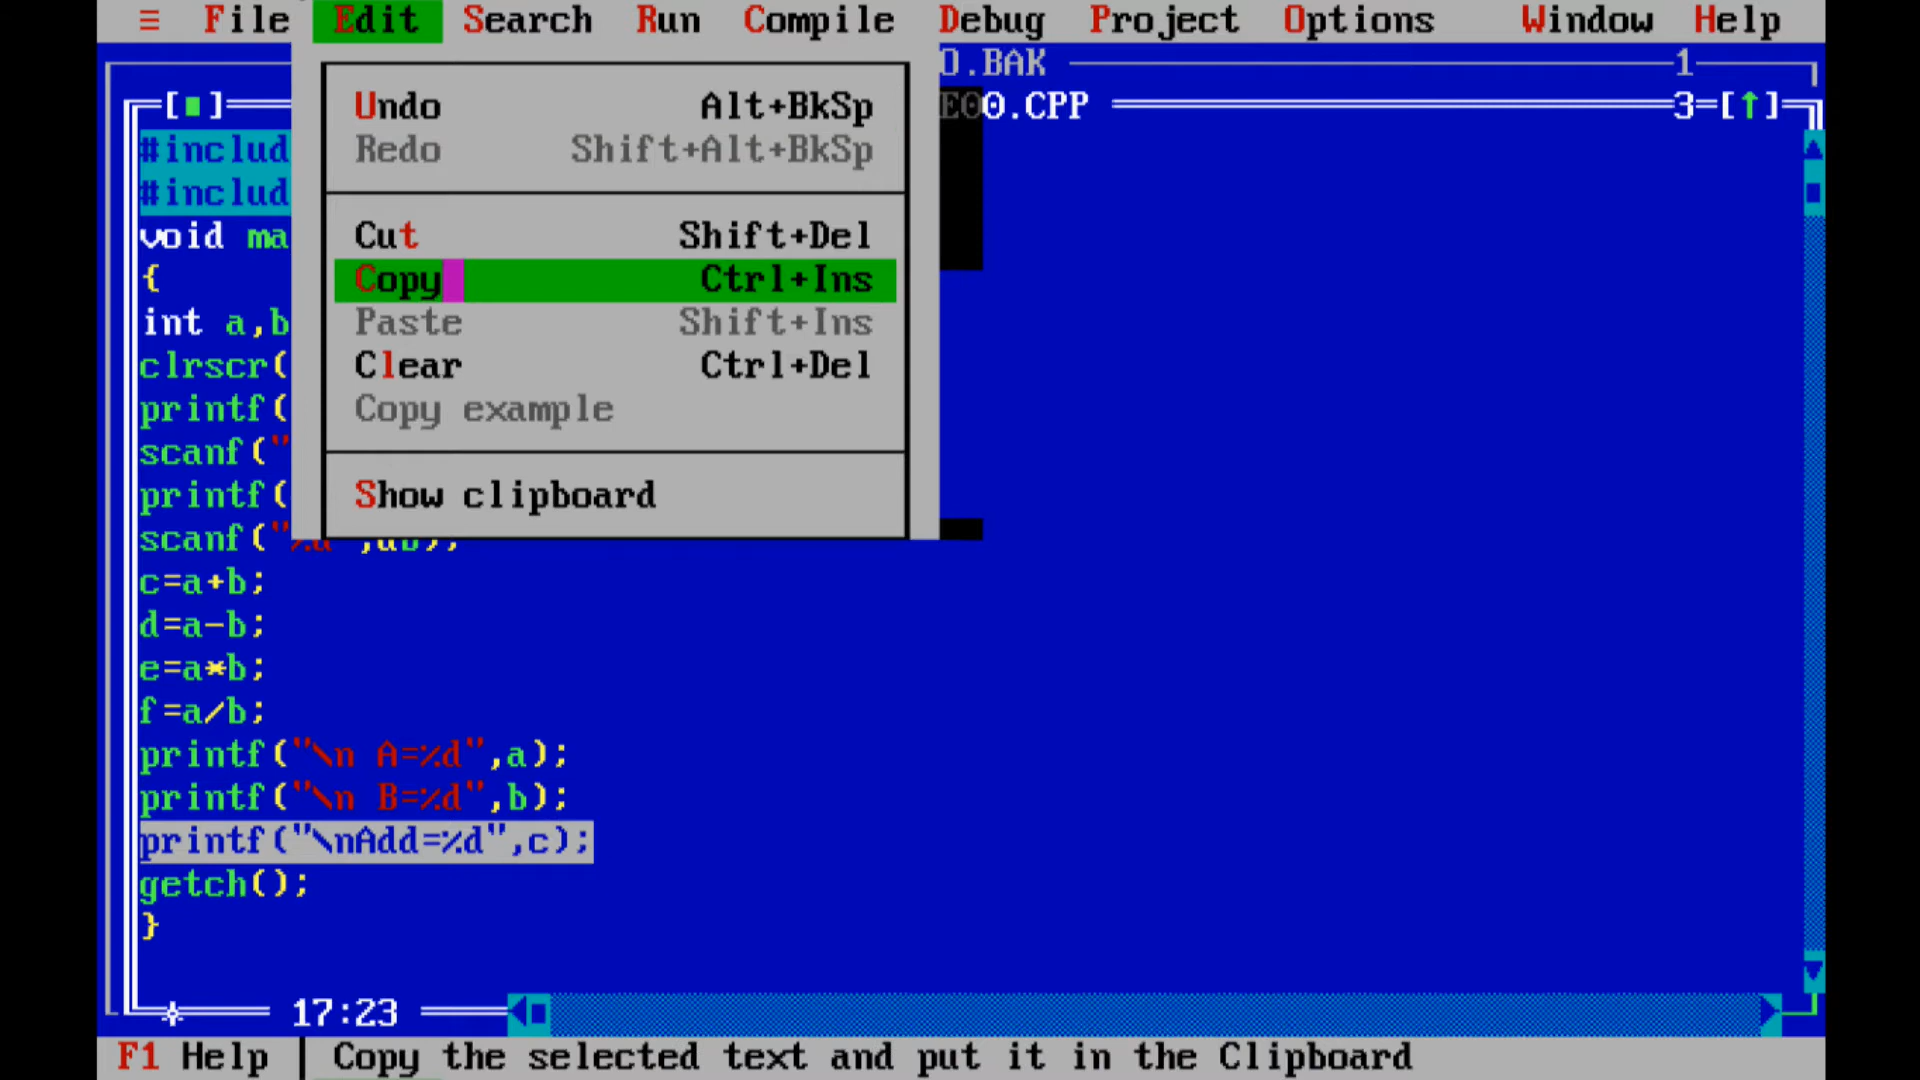 ≡ File Edit Search Run Compile Debug Project Options Window Help
O.BAK 1
[■] E00.CPP 3=[↑]
Undo Alt+BkSp
Redo Shift+Alt+BkSp
Cut Shift+Del
Copy Ctrl+Ins
Paste Shift+Ins
Clear Ctrl+Del
Copy example
Show clipboard
#includ
#includ
void ma
{
int a,b
clrscr(
printf(
scanf("
printf(
scanf("%d",ab);
c=a+b;
d=a-b;
e=a*b;
f=a/b;
printf("\n A=%d",a);
printf("\n B=%d",b);
printf("\nAdd=%d",c);
getch();
}
17:23
F1 Help | Copy the selected text and put it in the Clipboard